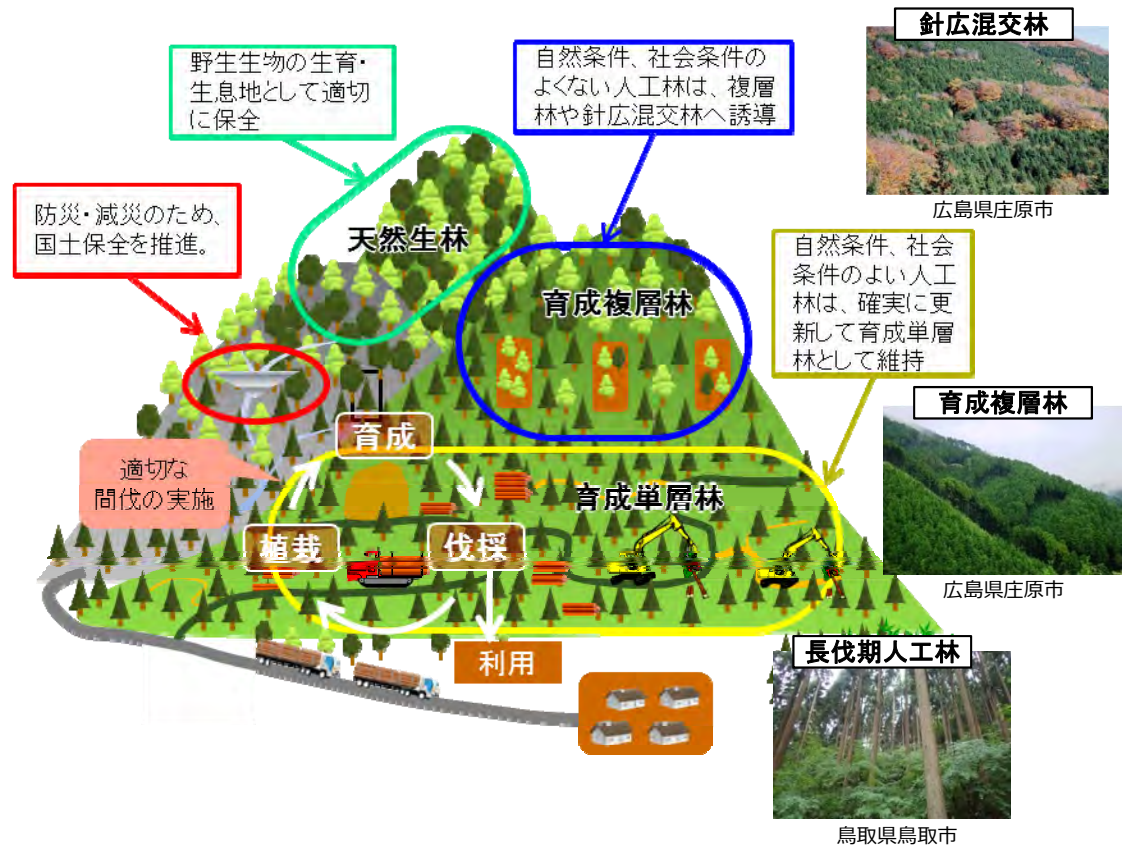 針広混交林
広島県庄原市
野生生物の生育・
生息地として適切
に保全
自然条件、社会条件の
よくない人工林は、複層
林や針広混交林へ誘導
防災・減災のため、
国土保全を推進。
天然生林
育成複層林
自然条件、社会
条件のよい人工
林は、確実に更
新して育成単層
林として維持
育成複層林
広島県庄原市
育成
適切な
間伐の実施
育成単層林
植栽
伐採
利用
長伐期人工林
鳥取県鳥取市